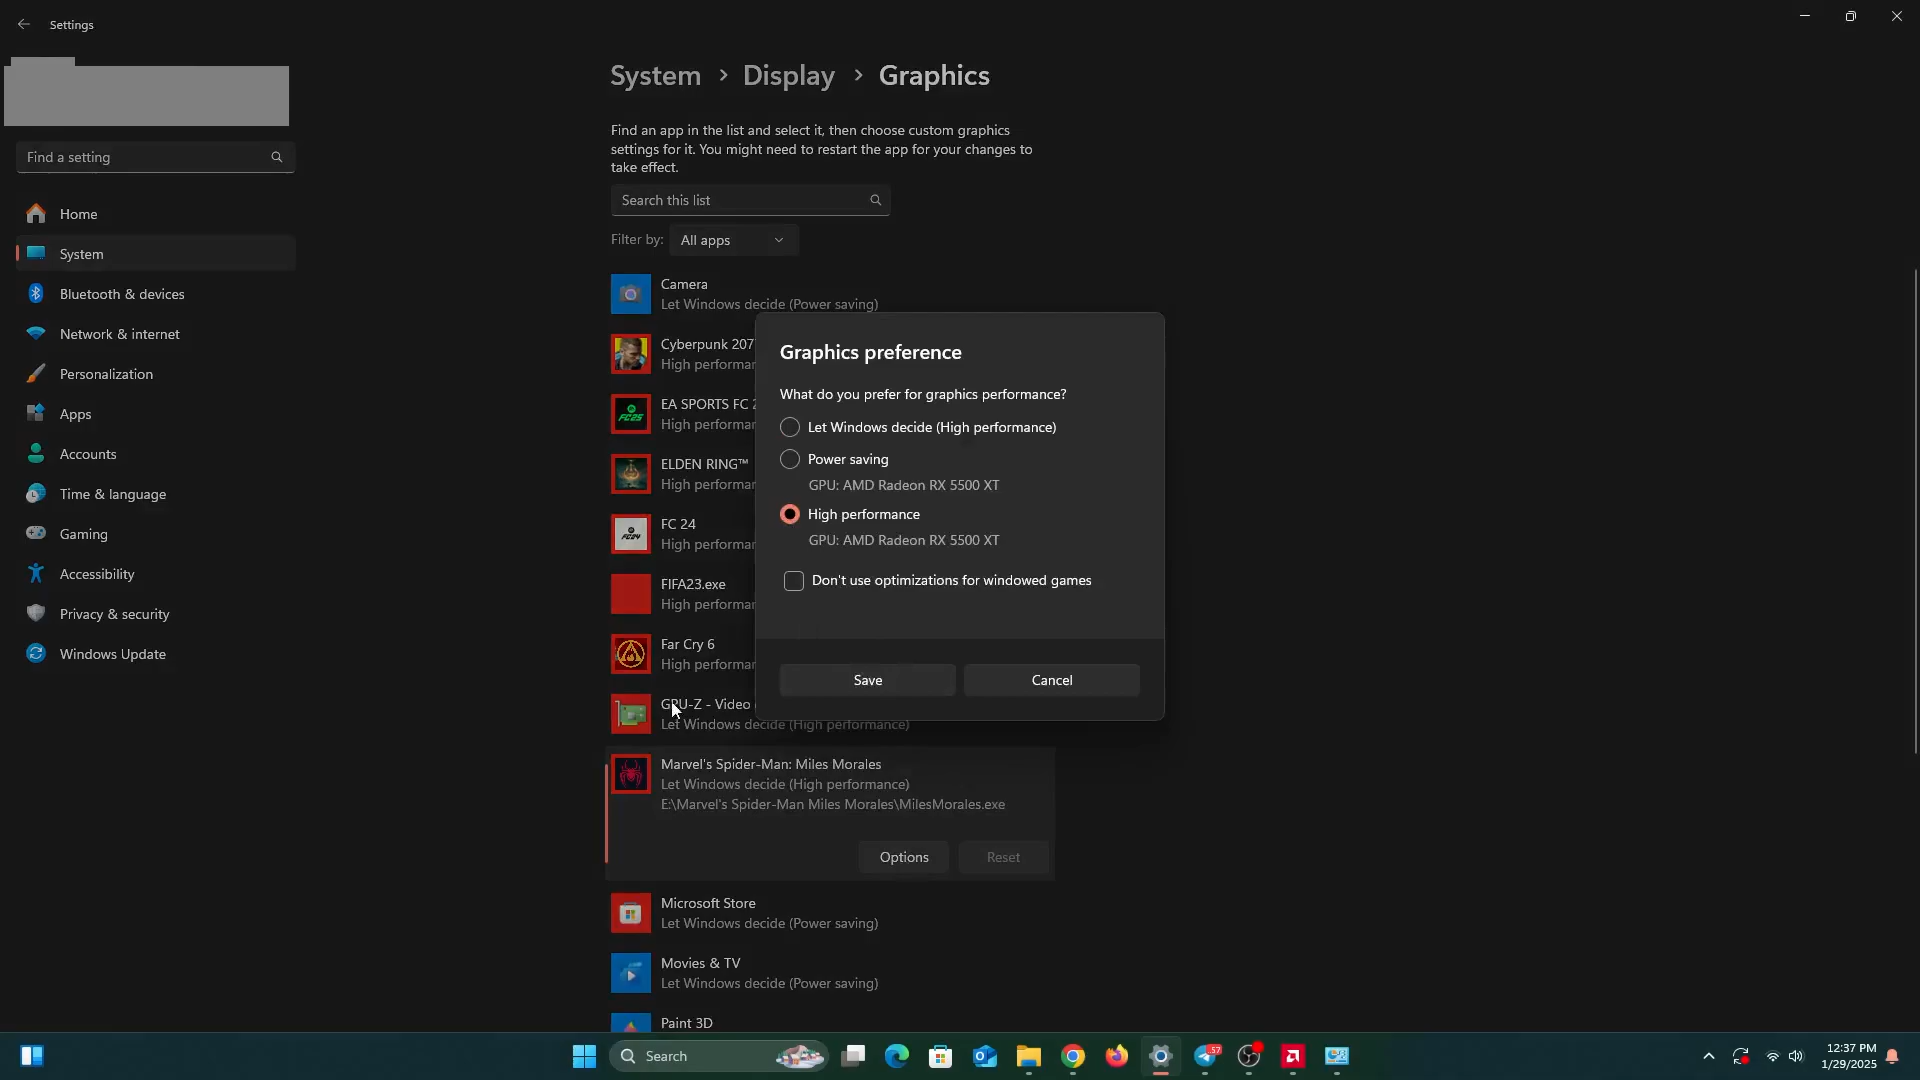 Settings
System > Display > Graphics
Find an app in the list and select it, then choose custom graphics
settings for it. You might need to restart the app for your changes to
take effect.
Find a setting
Search this list
Filter by: All apps
Home
System
Bluetooth & devices
Network & internet
Personalization
Apps
Accounts
Time & language
Gaming
Accessibility
Privacy & security
Windows Update
Camera
Let Windows decide (Power saving)
Cyberpunk 207
High performan
EA SPORTS FC 2
High performan
ELDEN RING™
High performan
FC 24
High performan
FIFA23.exe
High performan
Far Cry 6
High performan
GPU-Z - Video
Let Windows decide (High performance)
Marvel's Spider-Man: Miles Morales
Let Windows decide (High performance)
E:\Marvel's Spider-Man Miles Morales\MilesMorales.exe
Options
Reset
Microsoft Store
Let Windows decide (Power saving)
Movies & TV
Let Windows decide (Power saving)
Paint 3D
Graphics preference
What do you prefer for graphics performance?
Let Windows decide (High performance)
Power saving
GPU: AMD Radeon RX 5500 XT
High performance
GPU: AMD Radeon RX 5500 XT
Don't use optimizations for windowed games
Save
Cancel
Search
57
12:37 PM
1/29/2025